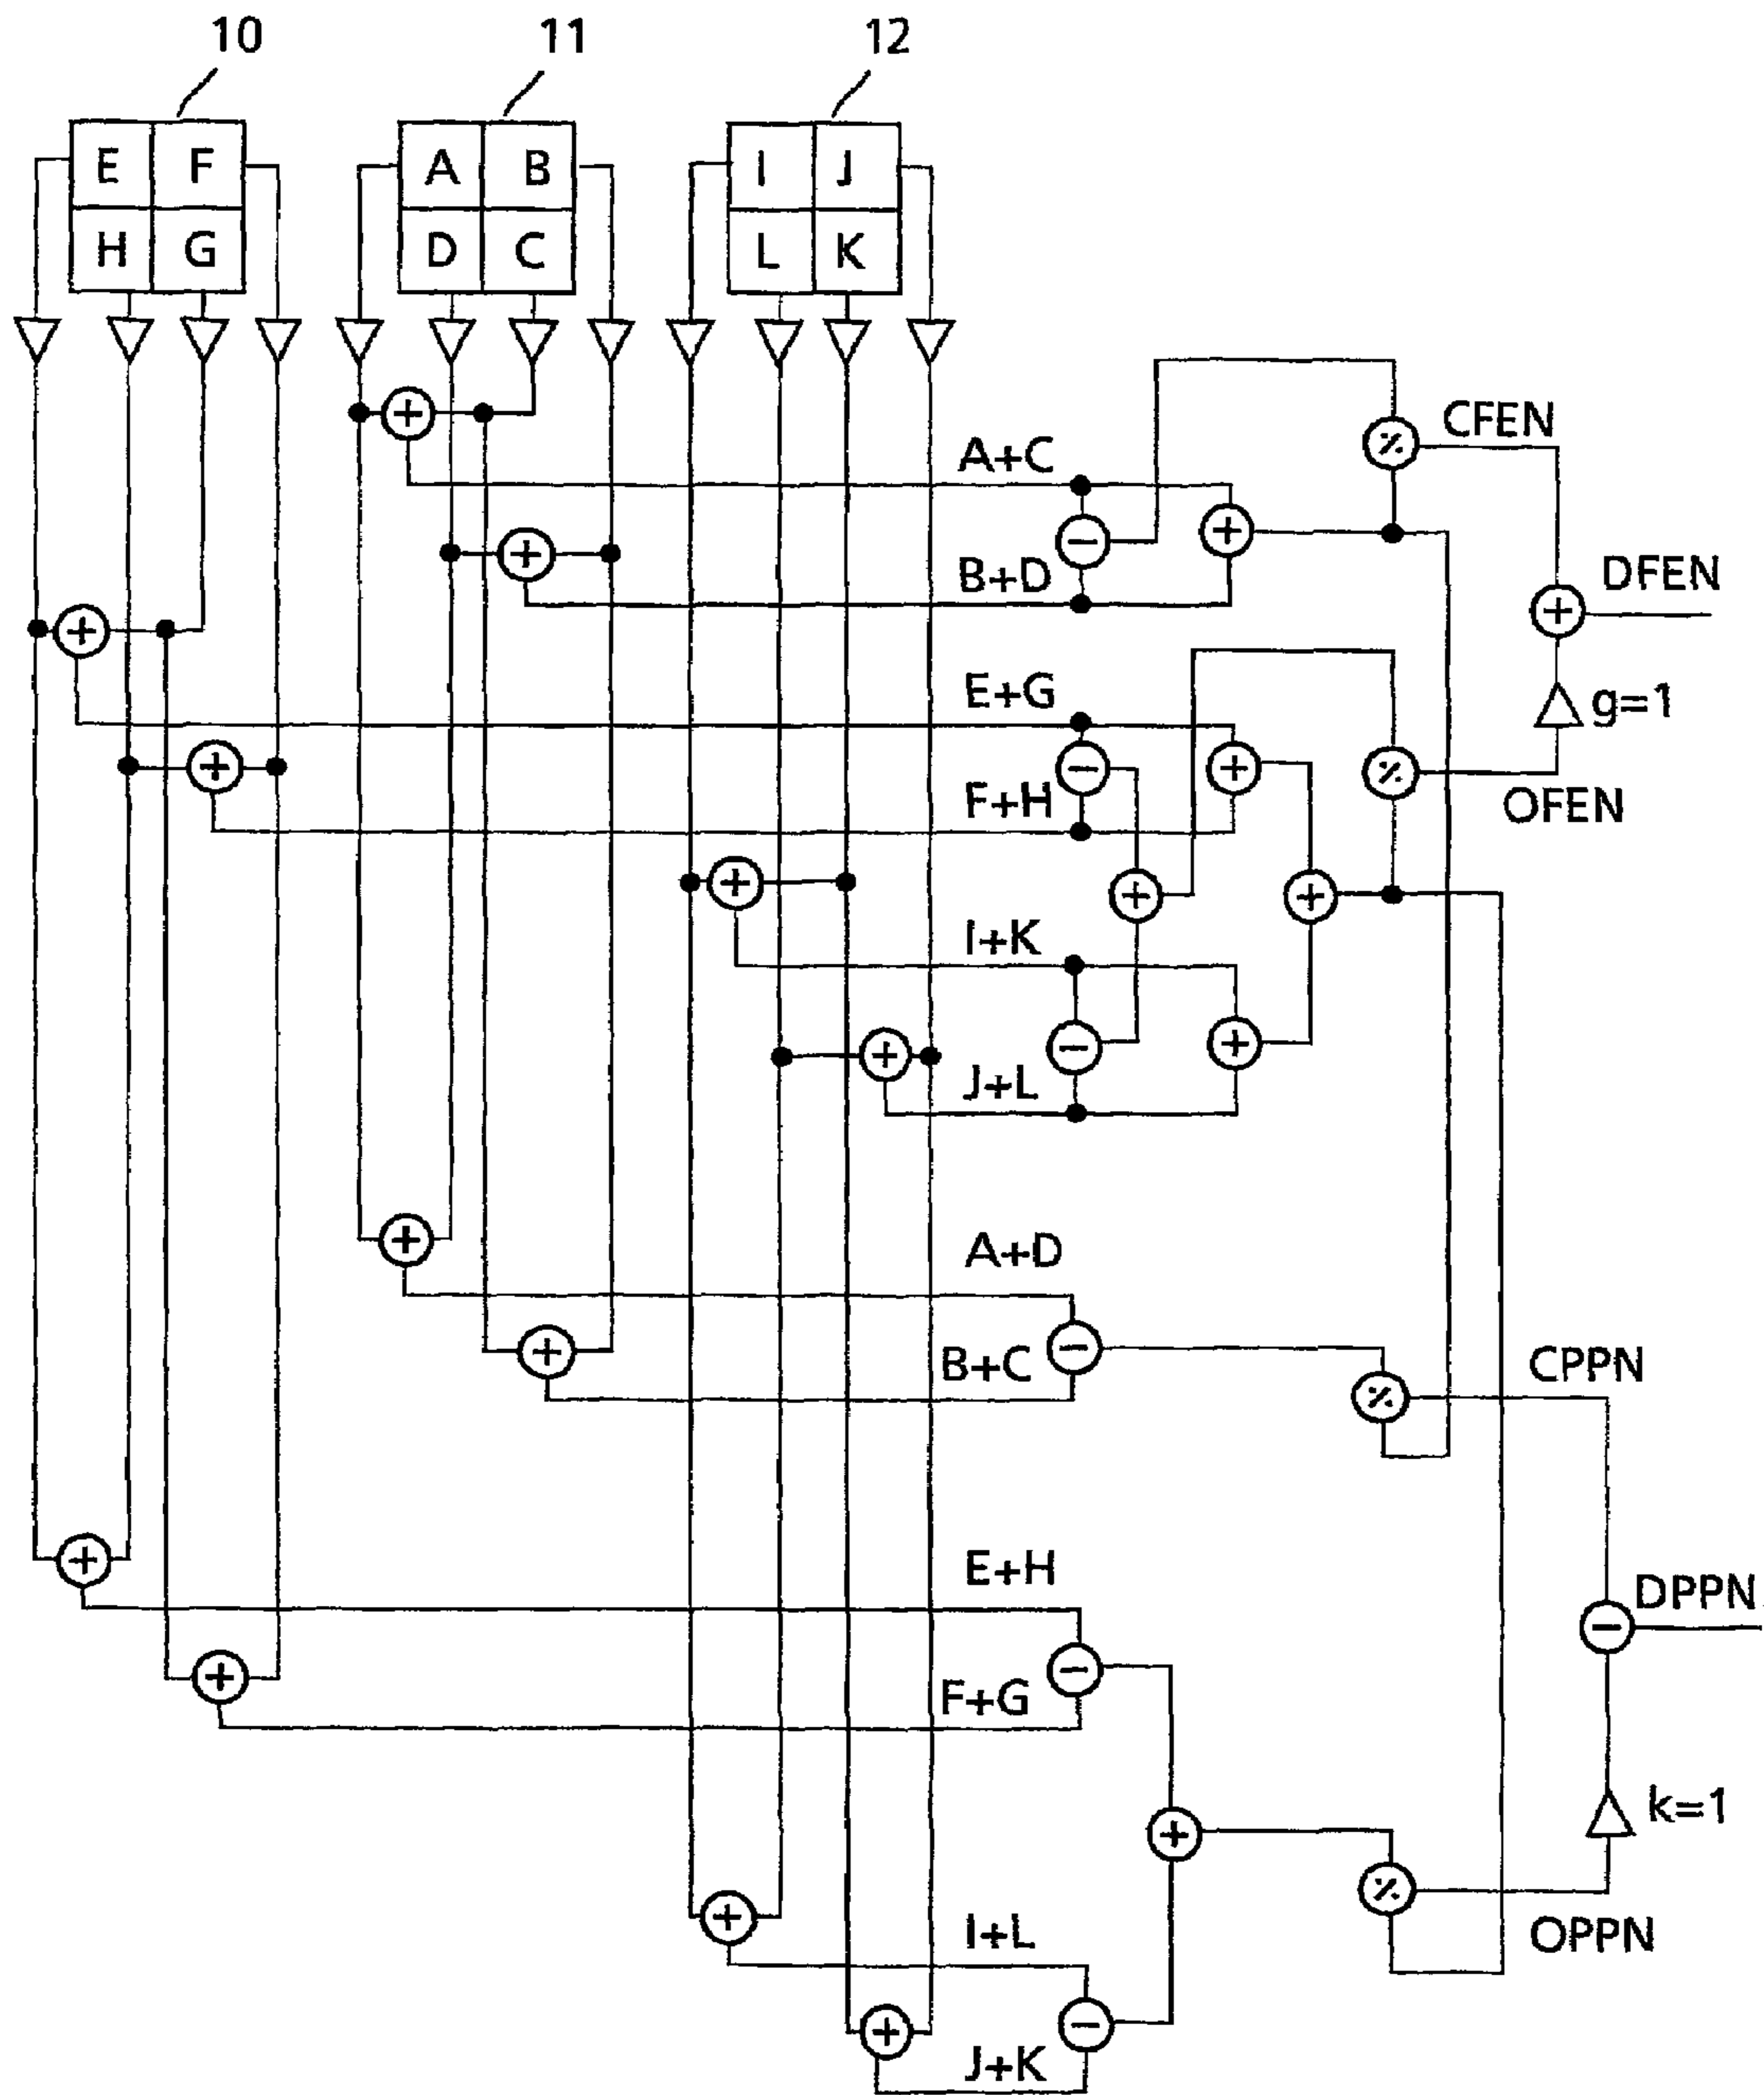 10 11 12
E F A B I J
H G D C L K
A+C
CFEN
B+D
DFEN
E+G
g=1
F+H
OFEN
I+K
J+L
A+D
B+C
CPPN
E+H
DPPN
F+G
k=1
I+L
OPPN
J+K